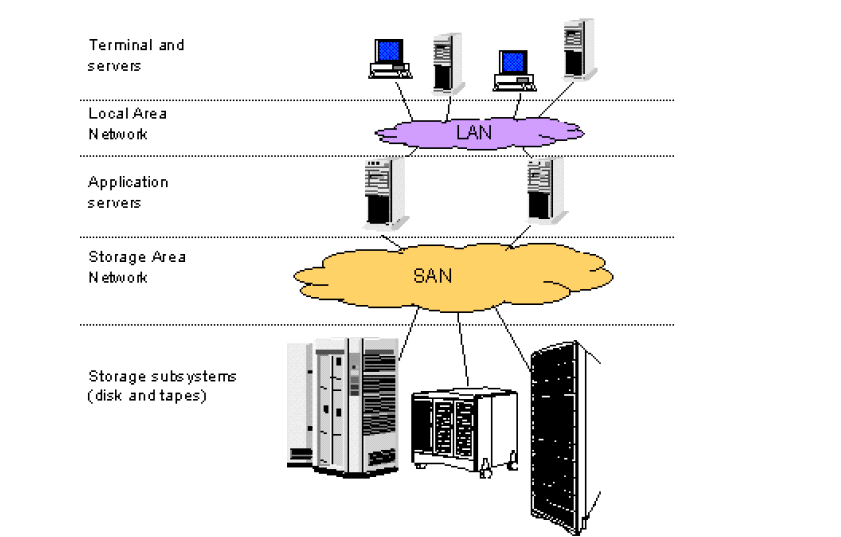 Terminal and
servers
Local Area
Network
LAN
Application
servers
Storage Area
Network
SAN
Storage subsystems
(disk and tapes)